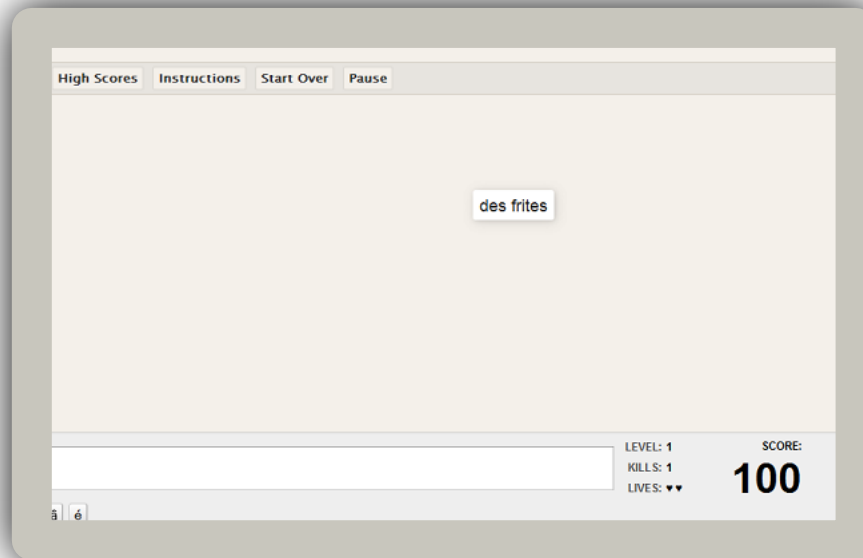 High Scores Instructions Start Over Pause
des frites
LEVEL: 1
KILLS: 1
LIVES: ♥♥
SCORE:
100
é